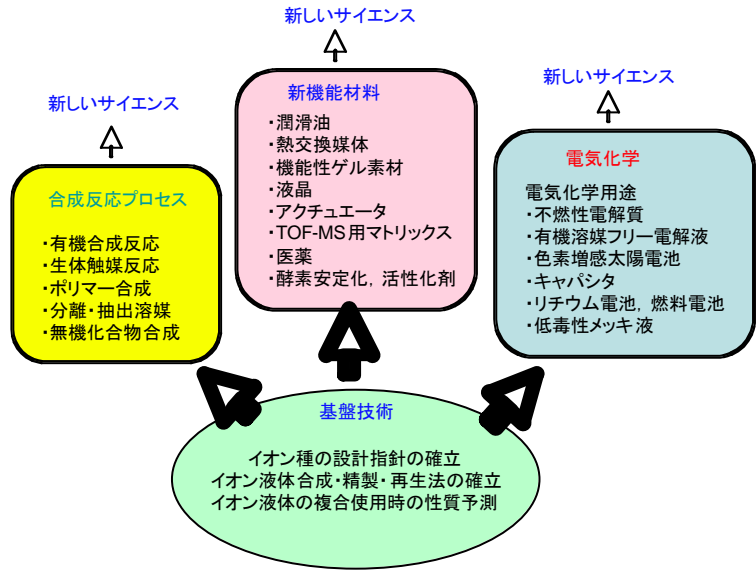 新しいサイエンス
新しいサイエンス
新しいサイエンス
合成反応プロセス
・有機合成反応
・生体触媒反応
・ポリマー合成
・分離・抽出溶媒
・無機化合物合成
新機能材料
・潤滑油
・熱交換媒体
・機能性ゲル素材
・液晶
・アクチュエータ
・TOF-MS用マトリックス
・医薬
・酵素安定化，活性化剤
電気化学
電気化学用途
・不燃性電解質
・有機溶媒フリー電解液
・色素増感太陽電池
・キャパシタ
・リチウム電池，燃料電池
・低毒性メッキ液
基盤技術
イオン種の設計指針の確立
イオン液体合成・精製・再生法の確立
イオン液体の複合使用時の性質予測